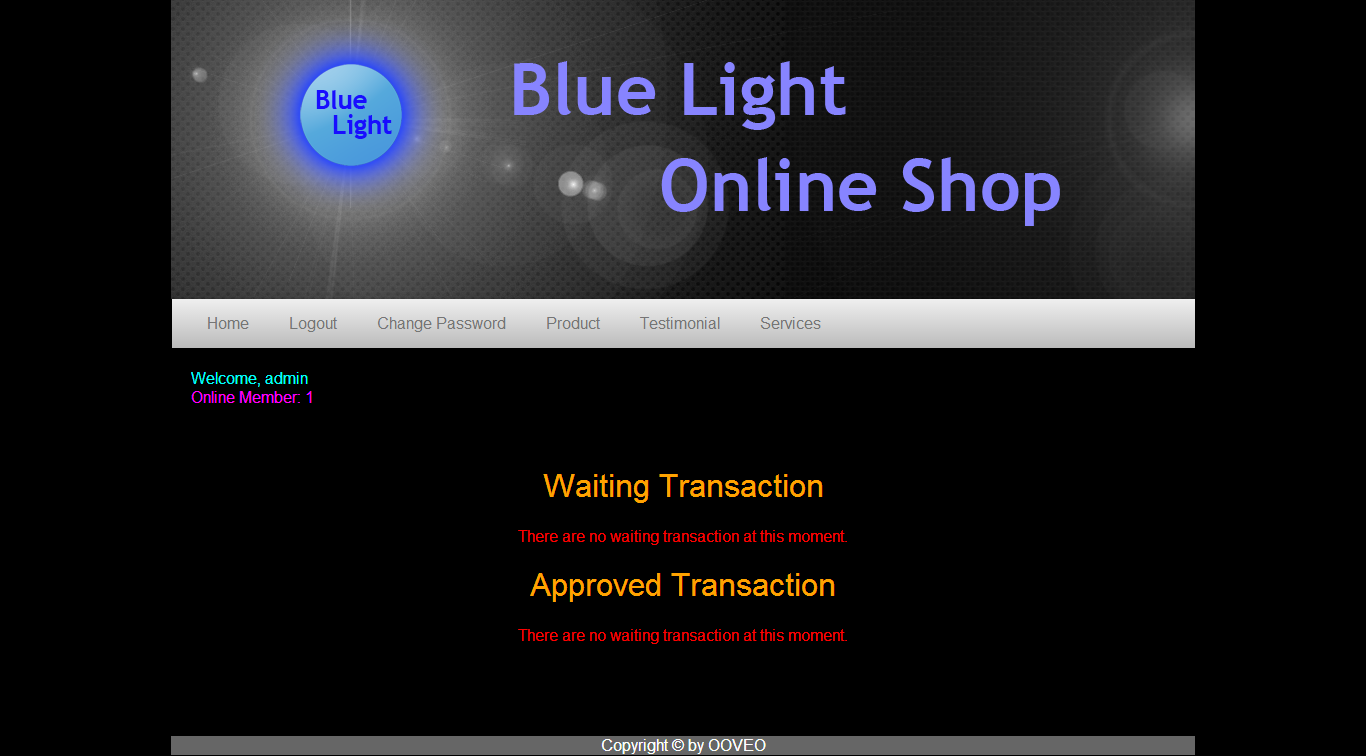 Blue
Light
Blue Light
Online Shop
Home Logout Change Password Product Testimonial Services
Welcome, admin
Online Member: 1
Waiting Transaction
There are no waiting transaction at this moment.
Approved Transaction
There are no waiting transaction at this moment.
Copyright © by OOVEO